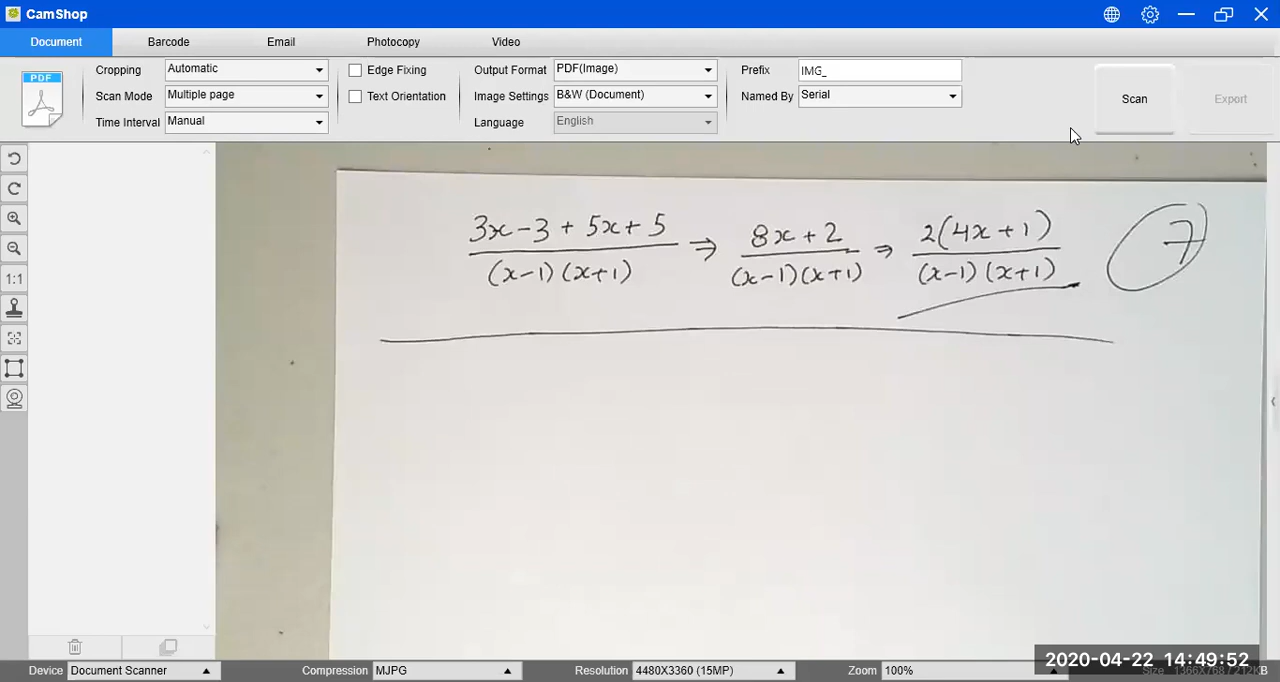 CamShop
Document Barcode Email Photocopy Video
PDF
Cropping Automatic Edge Fixing Output Format PDF(Image) Prefix IMG_
Scan Mode Multiple page Text Orientation Image Settings B&W (Document) Named By Serial Scan Export
Time Interval Manual Language English
1:1
3x-3 + 5x+5 / (x-1)(x+1) ⇒ 8x+2 / (x-1)(x+1) ⇒ 2(4x+1) / (x-1)(x+1) 7
2020-04-22 14:49:52
Device Document Scanner Compression MJPG Resolution 4480X3360 (15MP) Zoom 100%